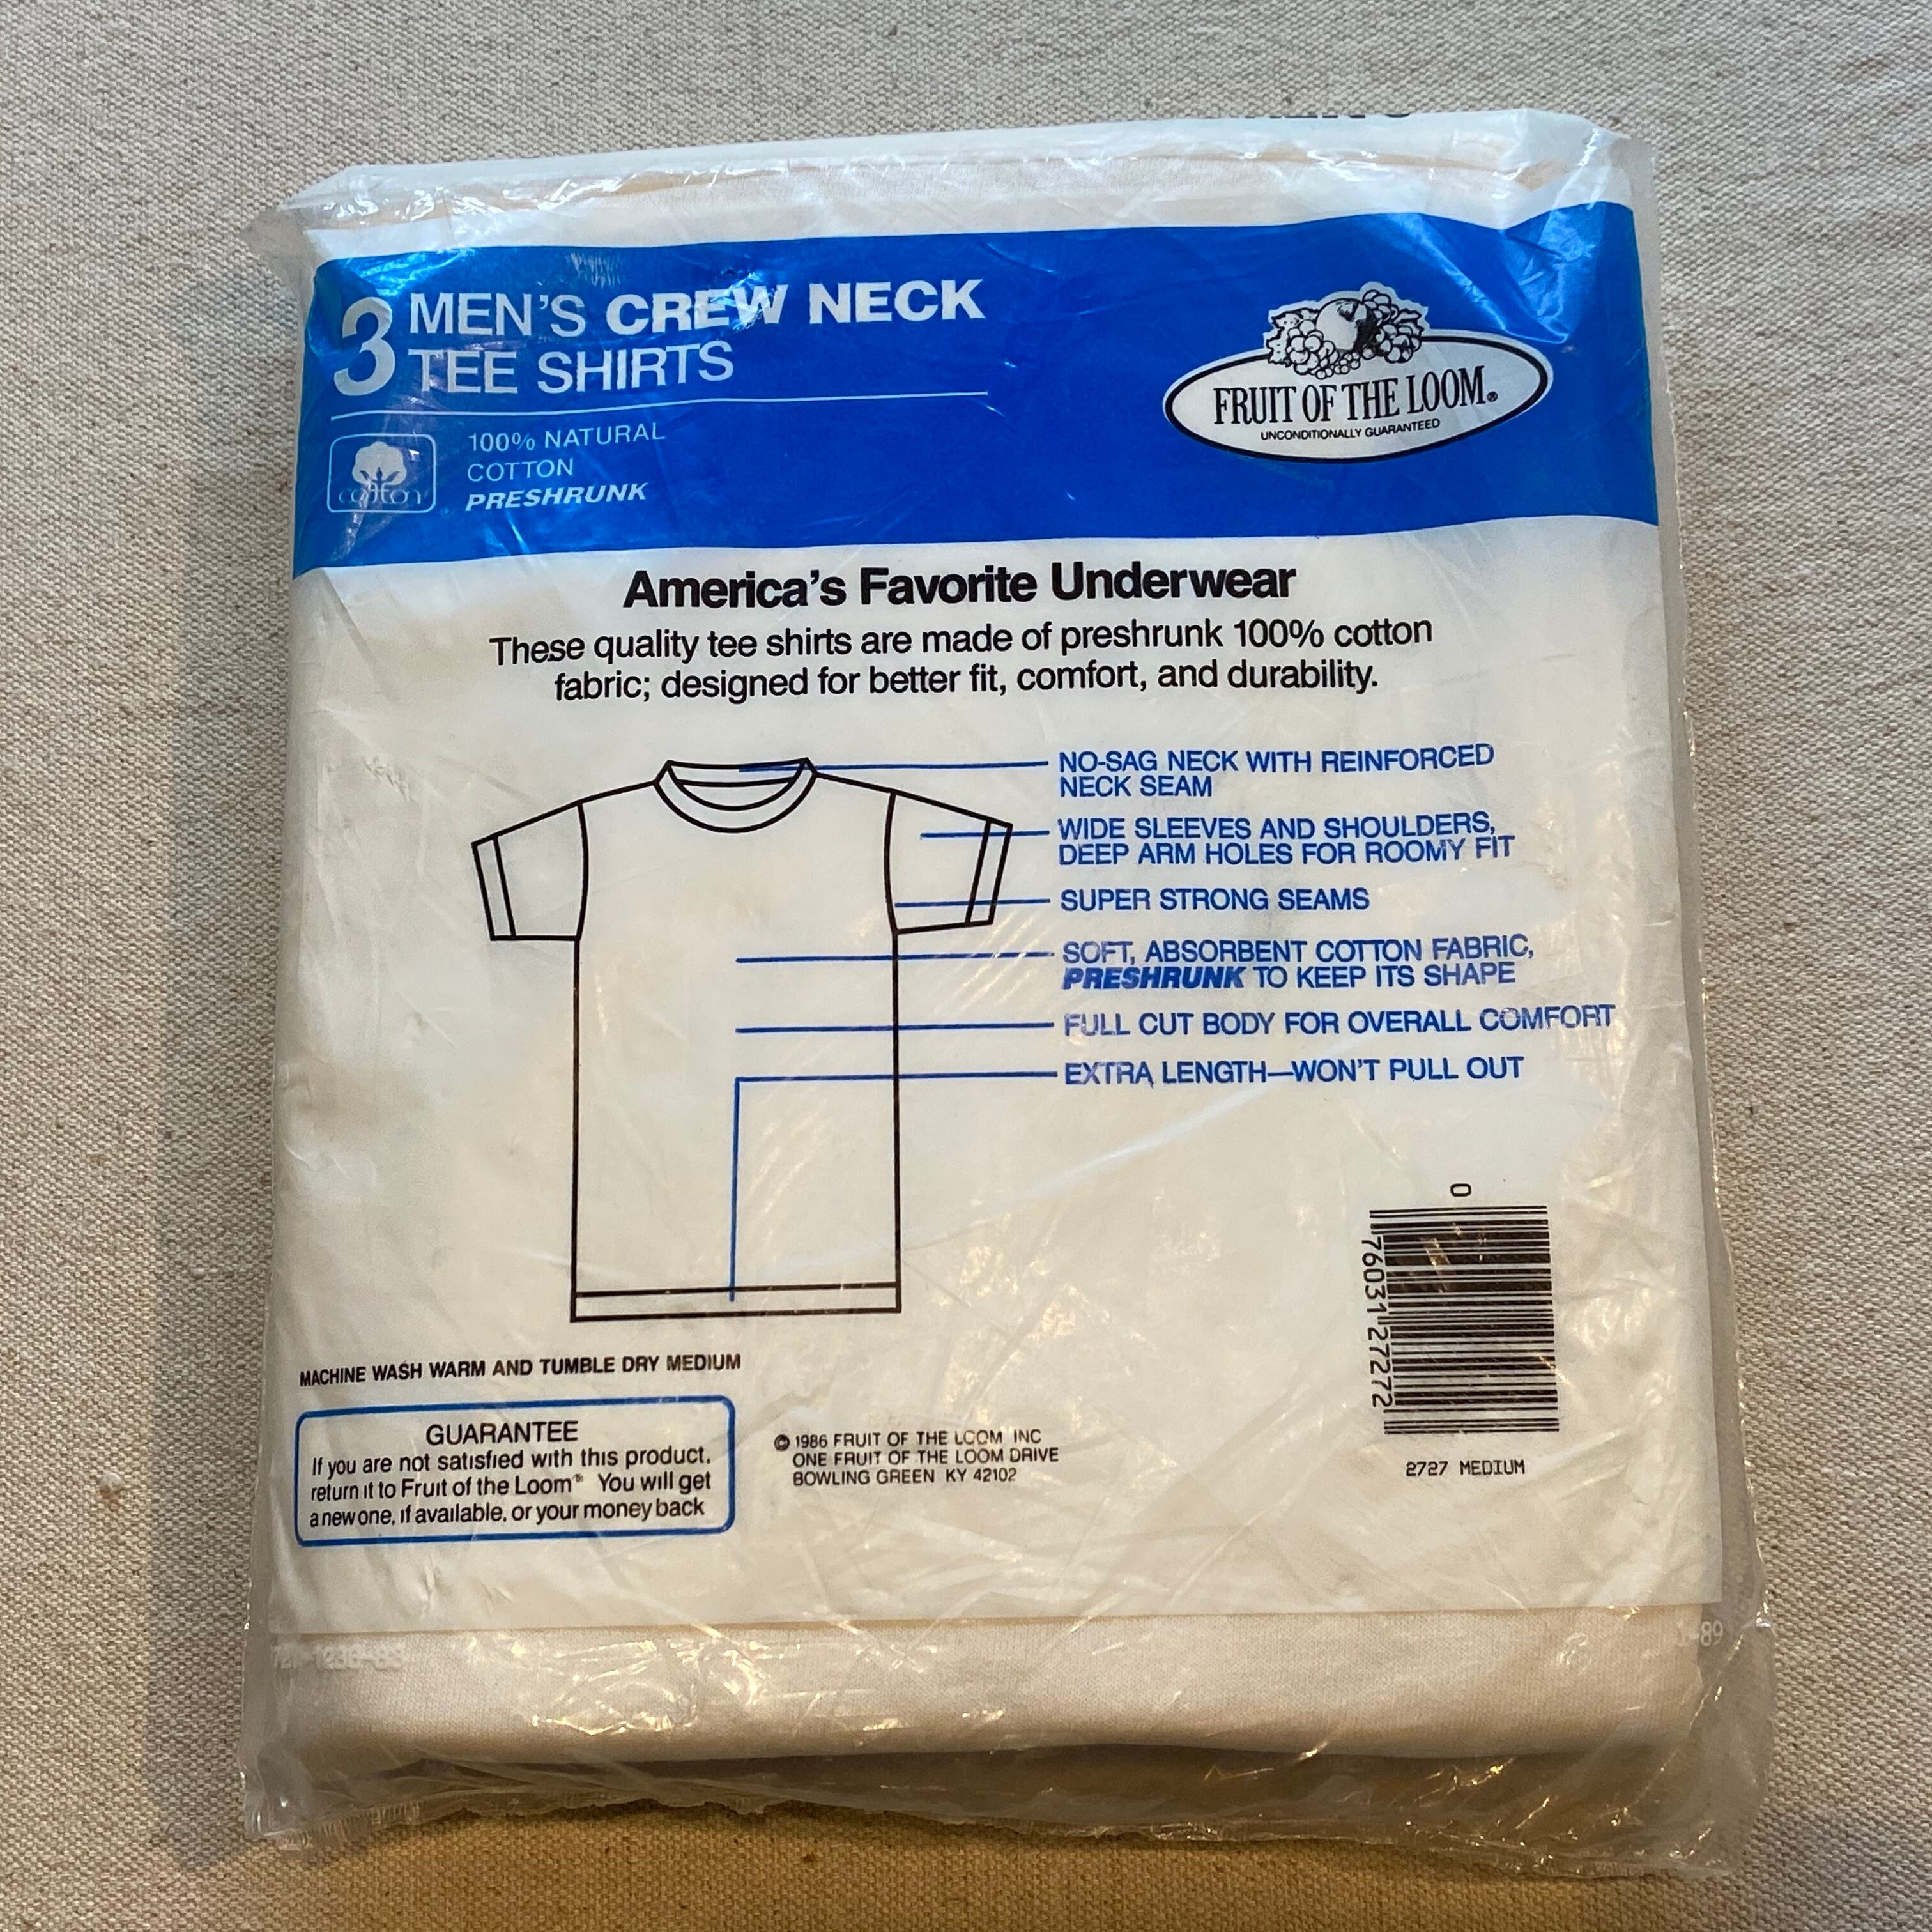 3 MEN'S CREW NECK
TEE SHIRTS
cotton
100% NATURAL
COTTON
PRESHRUNK
FRUIT OF THE LOOM®
UNCONDITIONALLY GUARANTEED
America's Favorite Underwear
These quality tee shirts are made of preshrunk 100% cotton
fabric; designed for better fit, comfort, and durability.
NO-SAG NECK WITH REINFORCED
NECK SEAM
WIDE SLEEVES AND SHOULDERS,
DEEP ARM HOLES FOR ROOMY FIT
SUPER STRONG SEAMS
SOFT, ABSORBENT COTTON FABRIC,
PRESHRUNK TO KEEP ITS SHAPE
FULL CUT BODY FOR OVERALL COMFORT
EXTRA LENGTH—WON'T PULL OUT
0
76031 27272
2727 MEDIUM
MACHINE WASH WARM AND TUMBLE DRY MEDIUM
GUARANTEE
If you are not satisfied with this product,
return it to Fruit of the Loom® You will get
a new one, if available, or your money back
© 1986 FRUIT OF THE LOOM INC
ONE FRUIT OF THE LOOM DRIVE
BOWLING GREEN KY 42102